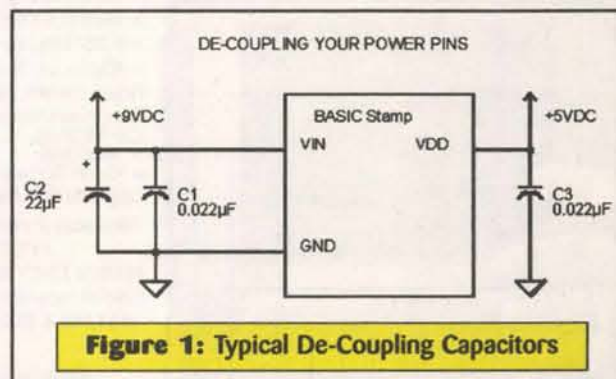 DE-COUPLING YOUR POWER PINS
+9VDC
BASIC Stamp
+5VDC
VIN
VDD
+
C2
22µF
C1
0.022µF
C3
0.022µF
GND
Figure 1: Typical De-Coupling Capacitors